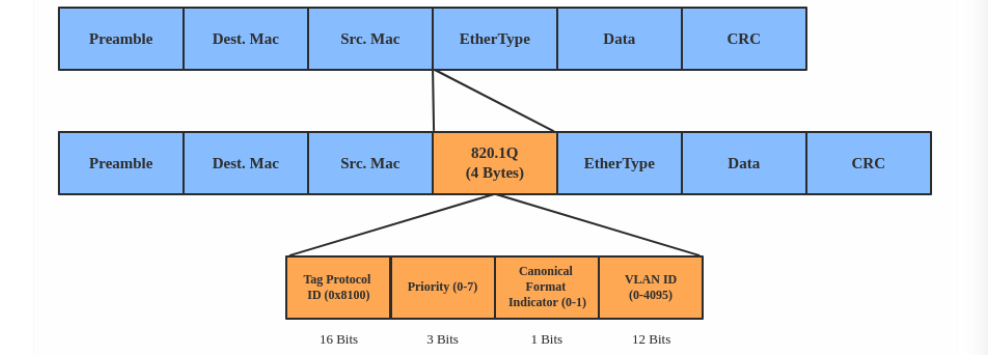 Preamble
Dest. Mac
Src. Mac
EtherType
Data
CRC
Preamble
Dest. Mac
Src. Mac
820.1Q
(4 Bytes)
EtherType
Data
CRC
Tag Protocol
ID (0x8100)
Priority (0-7)
Canonical
Format
Indicator (0-1)
VLAN ID
(0-4095)
16 Bits
3 Bits
1 Bits
12 Bits